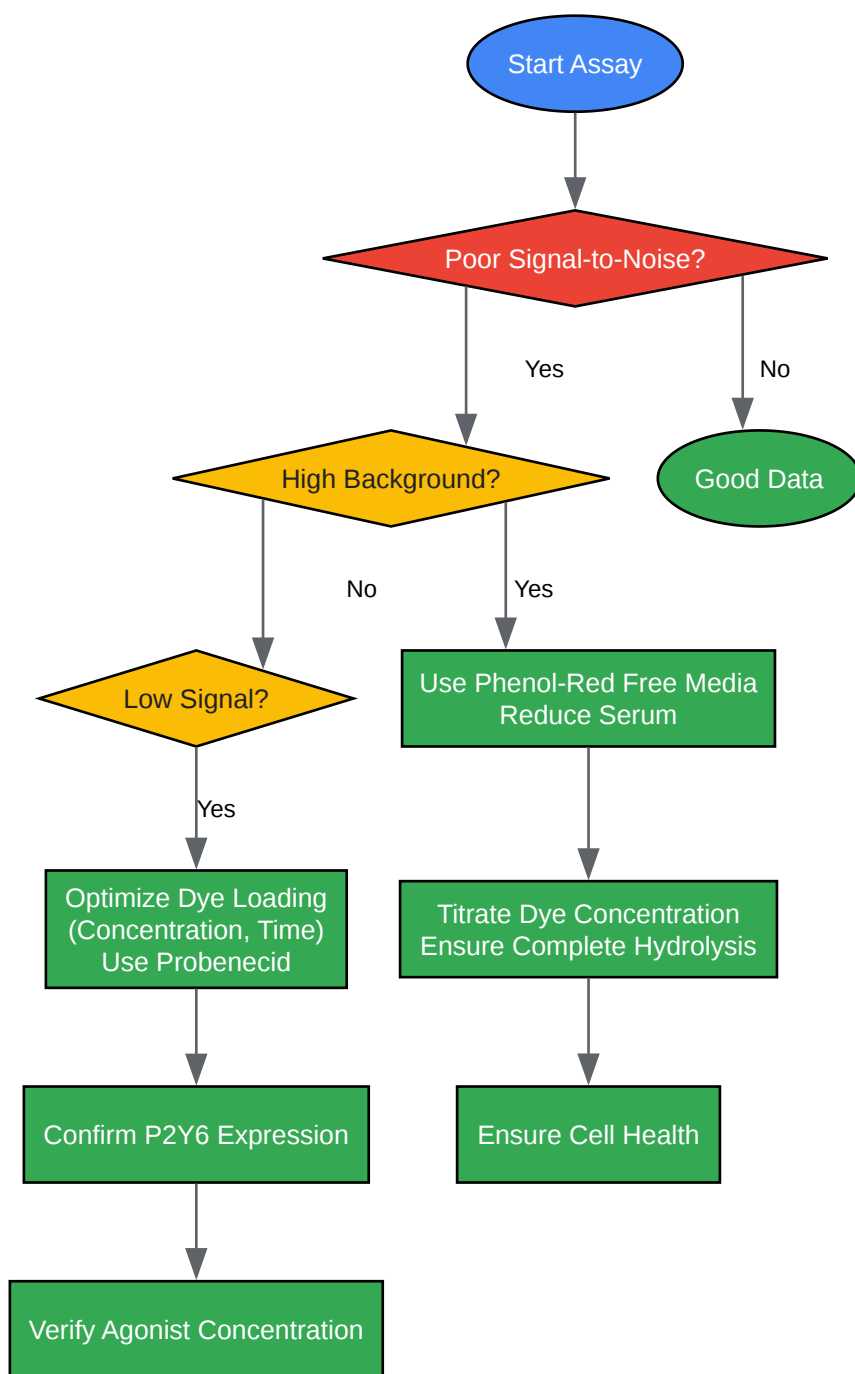 Start Assay
Poor Signal-to-Noise?
Yes
No
High Background?
Good Data
No
Yes
Low Signal?
Use Phenol-Red Free Media
Reduce Serum
Yes
Optimize Dye Loading
(Concentration, Time)
Use Probenecid
Titrate Dye Concentration
Ensure Complete Hydrolysis
Confirm P2Y6 Expression
Ensure Cell Health
Verify Agonist Concentration